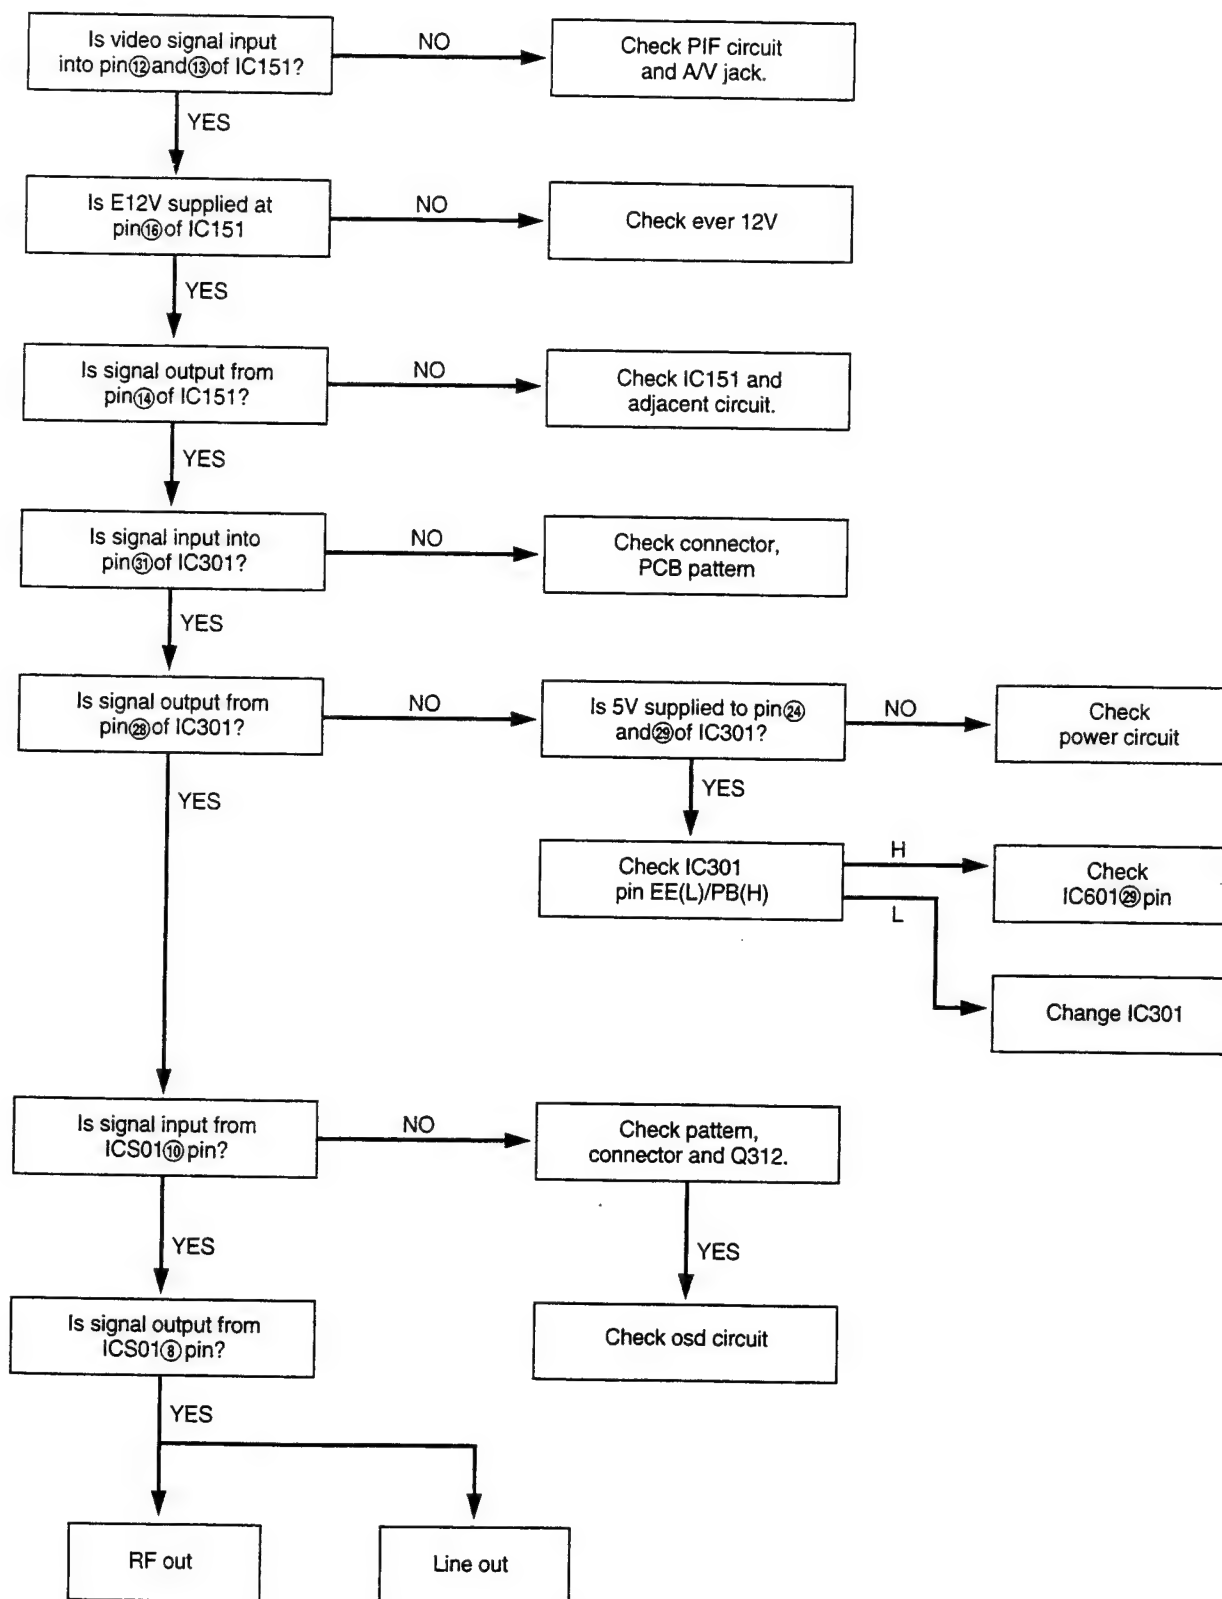 Is video signal input
into pin⑫and⑬of IC151?
NO
Check PIF circuit
and A/V jack.
YES
Is E12V supplied at
pin⑯of IC151
NO
Check ever 12V
YES
Is signal output from
pin⑭of IC151?
NO
Check IC151 and
adjacent circuit.
YES
Is signal input into
pin㉛of IC301?
NO
Check connector,
PCB pattern
YES
Is signal output from
pin㉘of IC301?
NO
Is 5V supplied to pin㉔
and㉙of IC301?
NO
Check
power circuit
YES
YES
Check IC301
pin EE(L)/PB(H)
H
Check
IC601㉙pin
L
Change IC301
Is signal input from
ICS01⑩pin?
NO
Check pattern,
connector and Q312.
YES
YES
Is signal output from
ICS01⑧pin?
Check osd circuit
YES
RF out
Line out